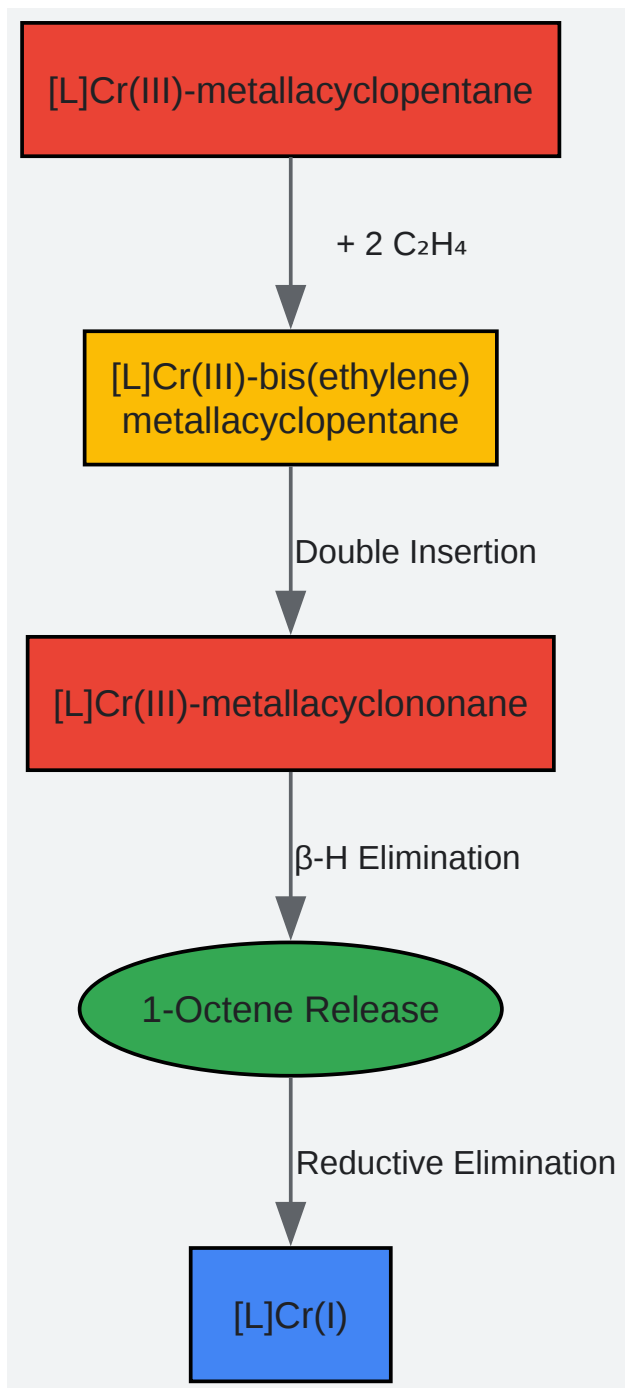 [L]Cr(III)-metallacyclopentane
+ 2 C₂H₄
[L]Cr(III)-bis(ethylene)
metallacyclopentane
Double Insertion
[L]Cr(III)-metallacyclononane
β-H Elimination
1-Octene Release
Reductive Elimination
[L]Cr(I)